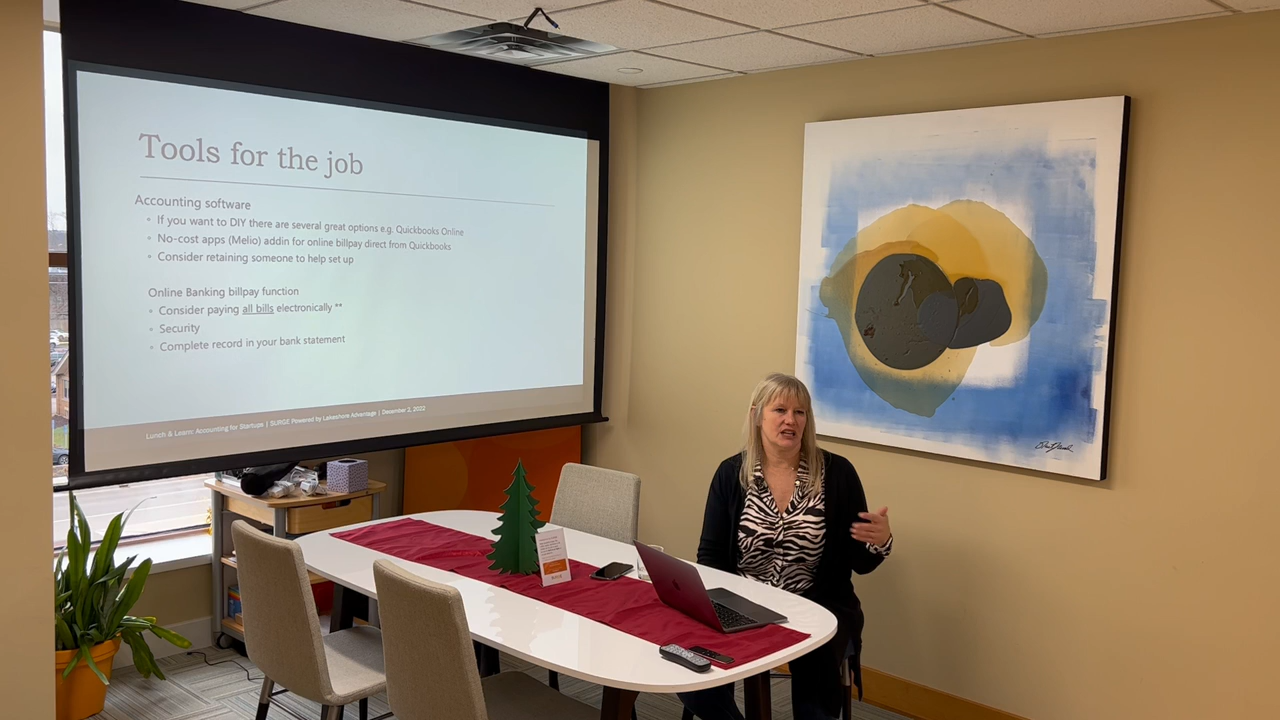 Tools for the job
Accounting software
◦ If you want to DIY there are several great options e.g. Quickbooks Online
◦ No-cost apps (Melio) addin for online billpay direct from Quickbooks
◦ Consider retaining someone to help set up
Online Banking billpay function
◦ Consider paying all bills electronically **
◦ Security
◦ Complete record in your bank statement
Lunch & Learn: Accounting for Startups | SURGE Powered by Lakeshore Advantage | December 2, 2022